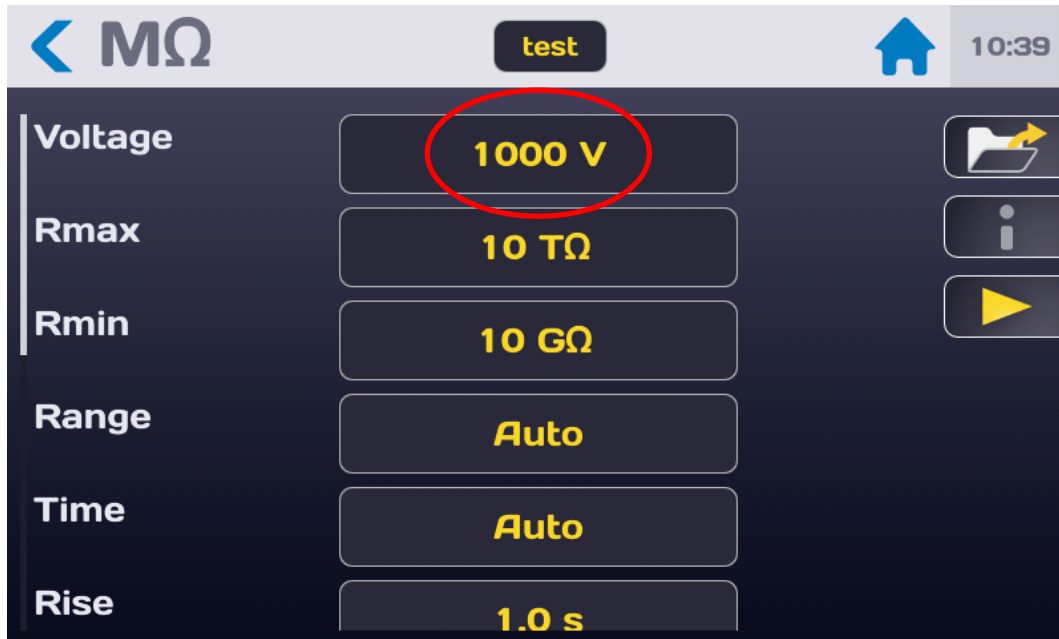 MΩ test 10:39
Voltage 1000 V
Rmax 10 TΩ
Rmin 10 GΩ
Range Auto
Time Auto
Rise 1.0 s